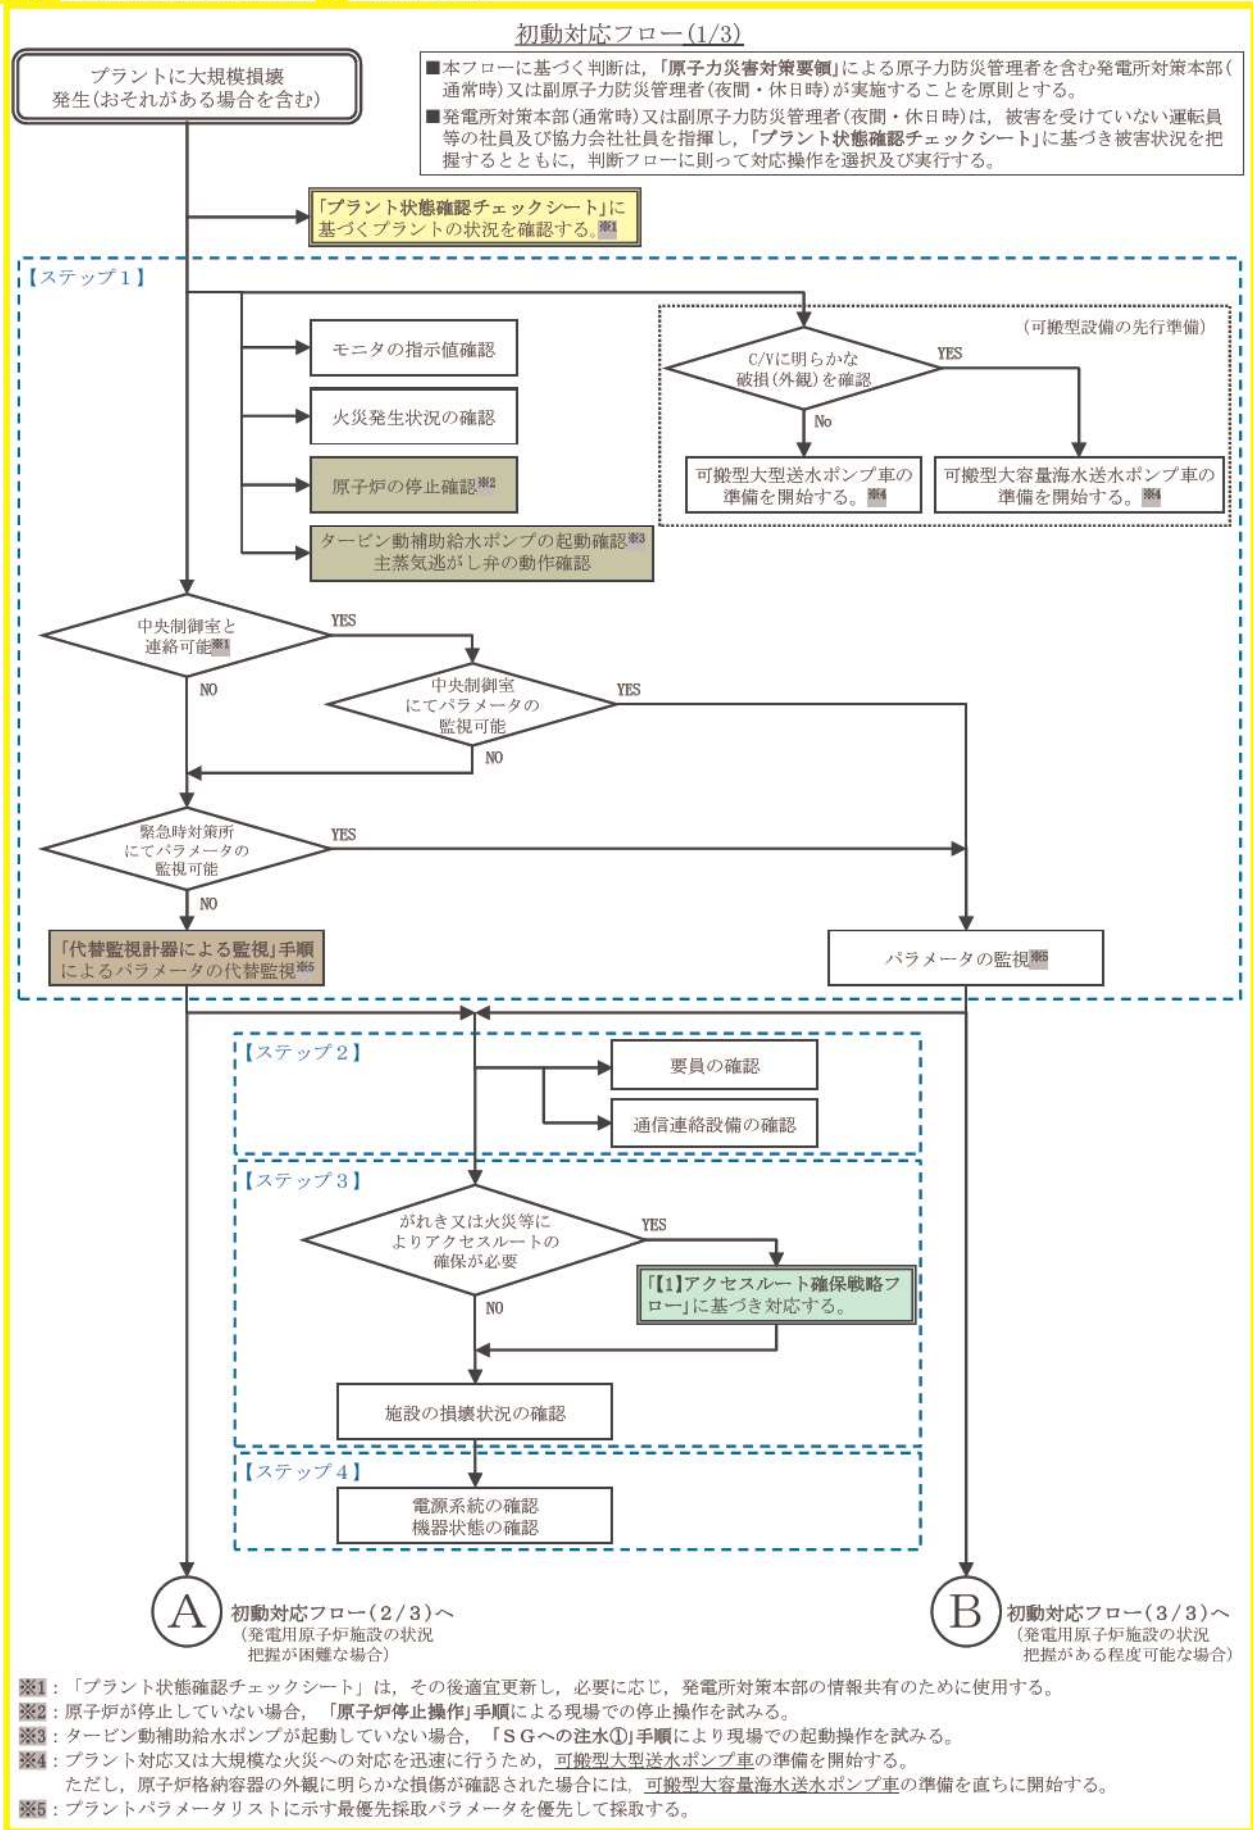 初動対応フロー(1/3)
プラントに大規模損壊
発生(おそれがある場合を含む)
■本フローに基づく判断は，「原子力災害対策要領」による原子力防災管理者を含む発電所対策本部(
通常時)又は副原子力防災管理者(夜間・休日時)が実施することを原則とする。
■発電所対策本部(通常時)又は副原子力防災管理者(夜間・休日時)は，被害を受けていない運転員
等の社員及び協力会社社員を指揮し，「プラント状態確認チェックシート」に基づき被害状況を把
握するとともに，判断フローに則って対応操作を選択及び実行する。
「プラント状態確認チェックシート」に
基づくプラントの状況を確認する。※1
【ステップ１】
モニタの指示値確認
火災発生状況の確認
原子炉の停止確認※2
タービン動補助給水ポンプの起動確認※3
主蒸気逃がし弁の動作確認
(可搬型設備の先行準備)
C/Vに明らかな
破損(外観)を確認
YES
No
可搬型大型送水ポンプ車の
準備を開始する。※4
可搬型大容量海水送水ポンプ車の
準備を開始する。※4
中央制御室と
連絡可能※1
YES
NO
中央制御室
にてパラメータの
監視可能
YES
NO
緊急時対策所
にてパラメータの
監視可能
YES
NO
「代替監視計器による監視」手順
によるパラメータの代替監視※5
パラメータの監視※5
【ステップ２】
要員の確認
通信連絡設備の確認
【ステップ３】
がれき又は火災等に
よりアクセスルートの
確保が必要
YES
NO
「【1】アクセスルート確保戦略フ
ロー」に基づき対応する。
施設の損壊状況の確認
【ステップ４】
電源系統の確認
機器状態の確認
A
初動対応フロー(２/３)へ
(発電用原子炉施設の状況
把握が困難な場合)
B
初動対応フロー(３/３)へ
(発電用原子炉施設の状況
把握がある程度可能な場合)
※1：「プラント状態確認チェックシート」は，その後適宜更新し，必要に応じ，発電所対策本部の情報共有のために使用する。
※2：原子炉が停止していない場合，「原子炉停止操作」手順による現場での停止操作を試みる。
※3：タービン動補助給水ポンプが起動していない場合，「ＳＧへの注水①」手順により現場での起動操作を試みる。
※4：プラント対応又は大規模な火災への対応を迅速に行うため，可搬型大型送水ポンプ車の準備を開始する。
ただし，原子炉格納容器の外観に明らかな損傷が確認された場合には，可搬型大容量海水送水ポンプ車の準備を直ちに開始する。
※5：プラントパラメータリストに示す最優先採取パラメータを優先して採取する。